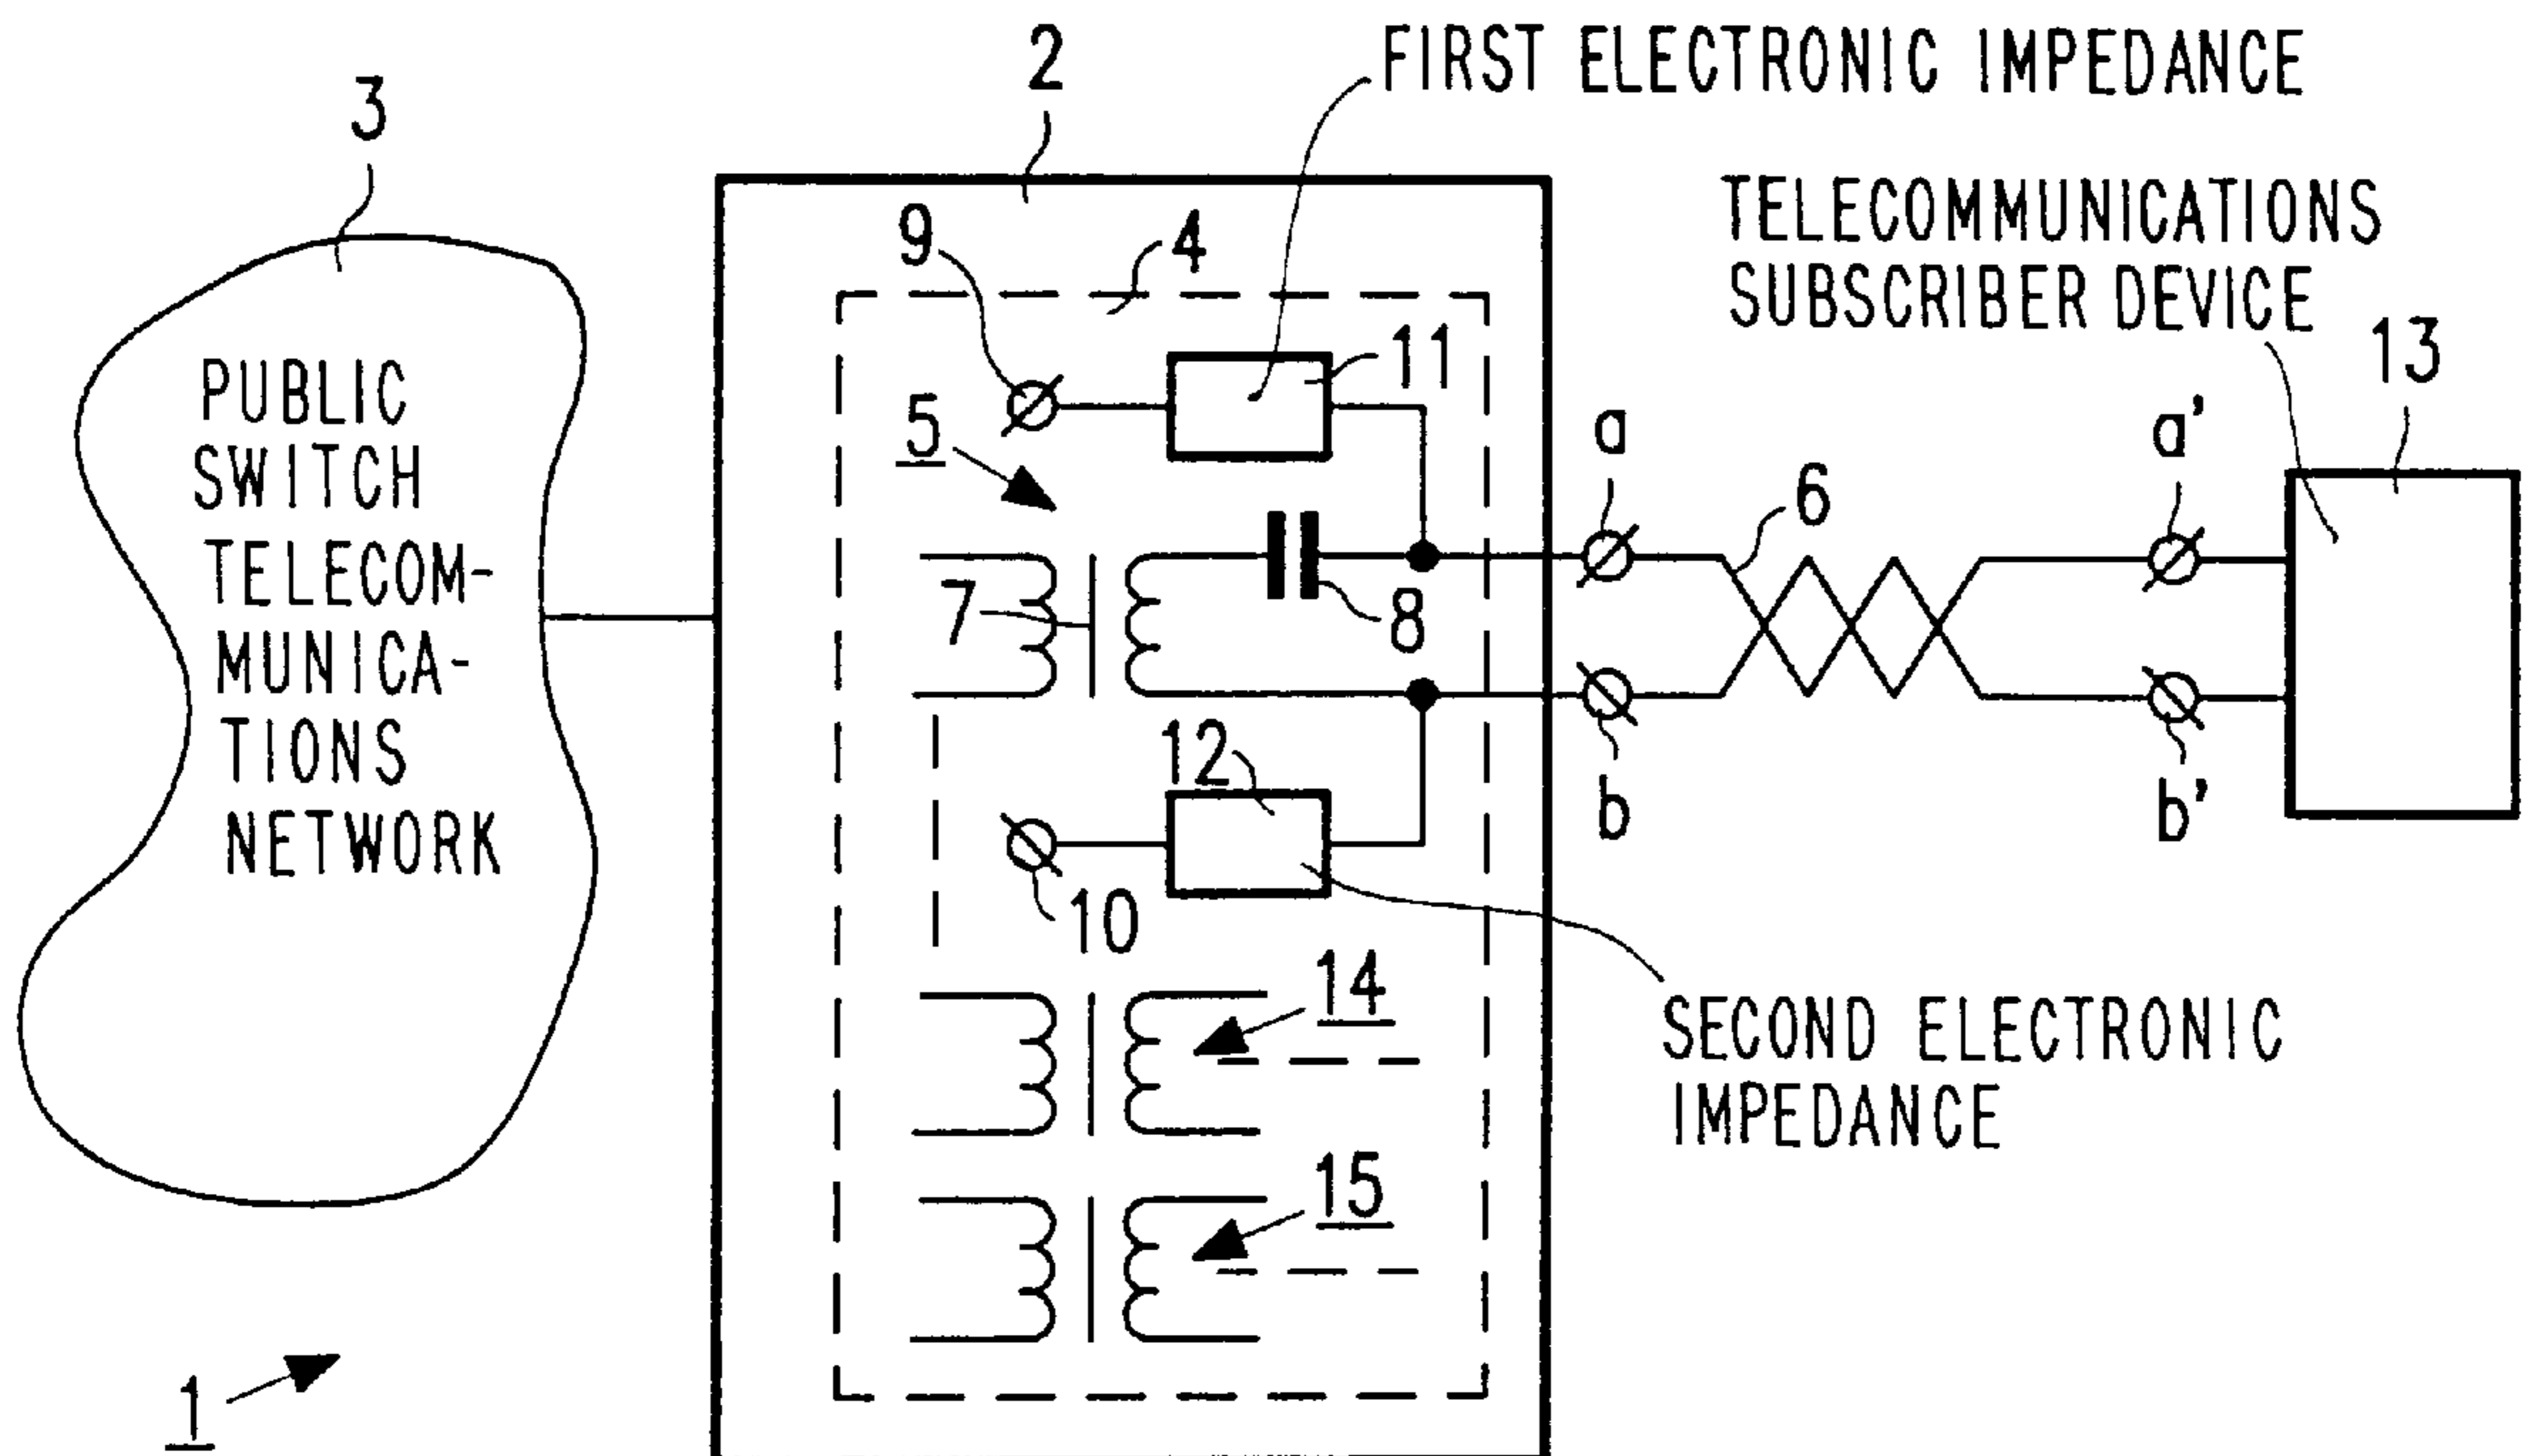 2
FIRST ELECTRONIC IMPEDANCE
3
TELECOMMUNICATIONS
SUBSCRIBER DEVICE
9
4
11
13
PUBLIC
SWITCH
TELECOM-
MUNICA-
TIONS
NETWORK
5
a
a'
6
7
8
12
b
b'
10
14
SECOND ELECTRONIC
IMPEDANCE
15
1